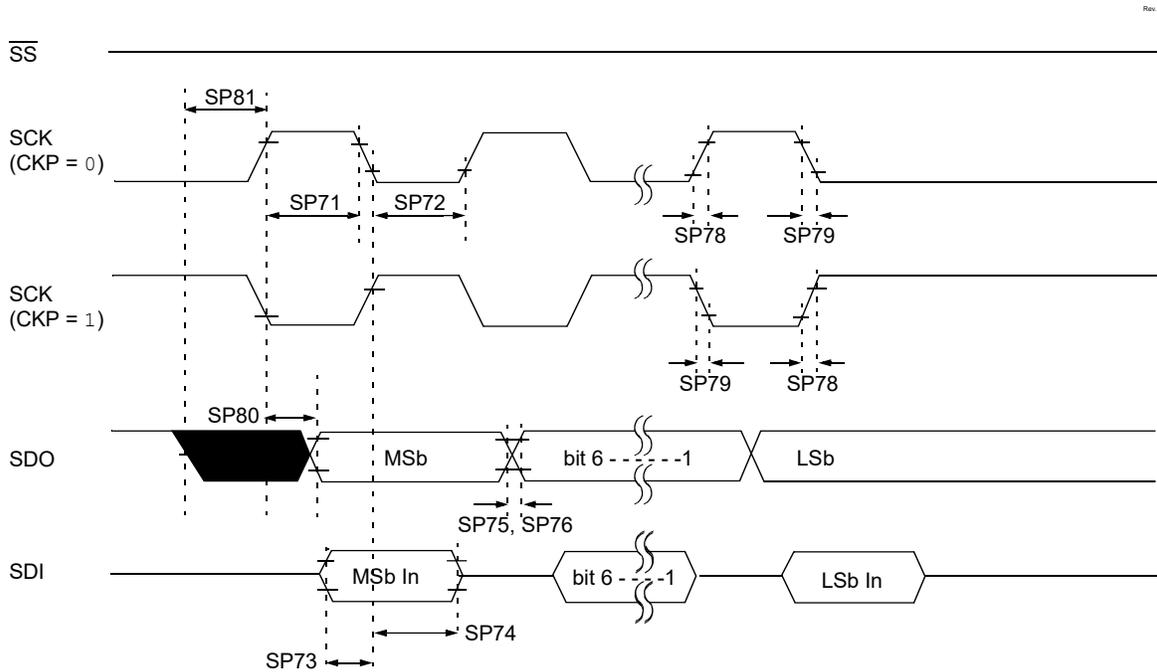 Rev.
SS
SP81
SCK
(CKP = 0)
SP71
SP72
SP78
SP79
SCK
(CKP = 1)
SP79
SP78
SP80
SDO
MSb
bit 6 - - - - - - -1
LSb
SP75, SP76
SDI
MSb In
bit 6 - - - - -1
LSb In
SP74
SP73